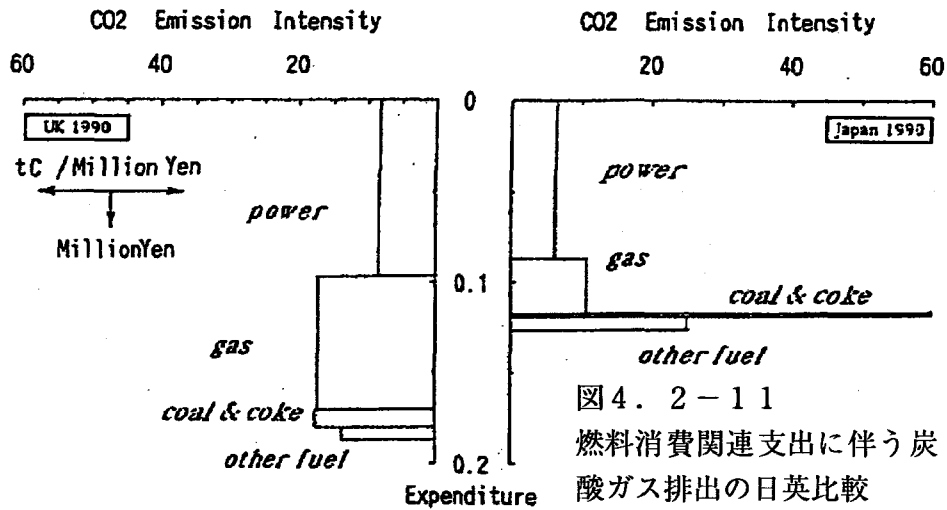 CO2 Emission Intensity
CO2 Emission Intensity
60 40 20
20 40 60
0
UK 1990
Japan 1990
tC /Million Yen
MillionYen
power
power
gas
0.1
coal & coke
gas
other fuel
coal & coke
other fuel
0.2
Expenditure
図4.2-11
燃料消費関連支出に伴う炭
酸ガス排出の日英比較